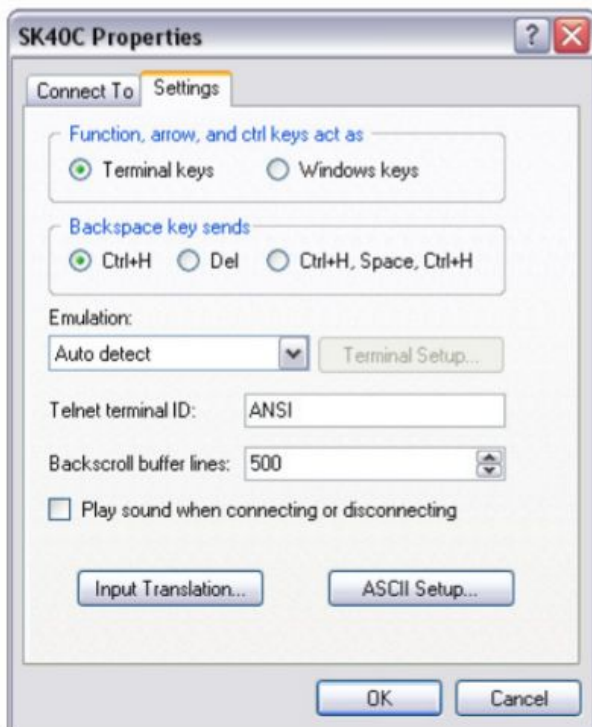 SK40C Properties
Connect To Settings
Function, arrow, and ctrl keys act as
Terminal keys Windows keys
Backspace key sends
Ctrl+H Del Ctrl+H, Space, Ctrl+H
Emulation:
Auto detect Terminal Setup...
Telnet terminal ID: ANSI
Backscroll buffer lines: 500
Play sound when connecting or disconnecting
Input Translation... ASCII Setup...
OK Cancel